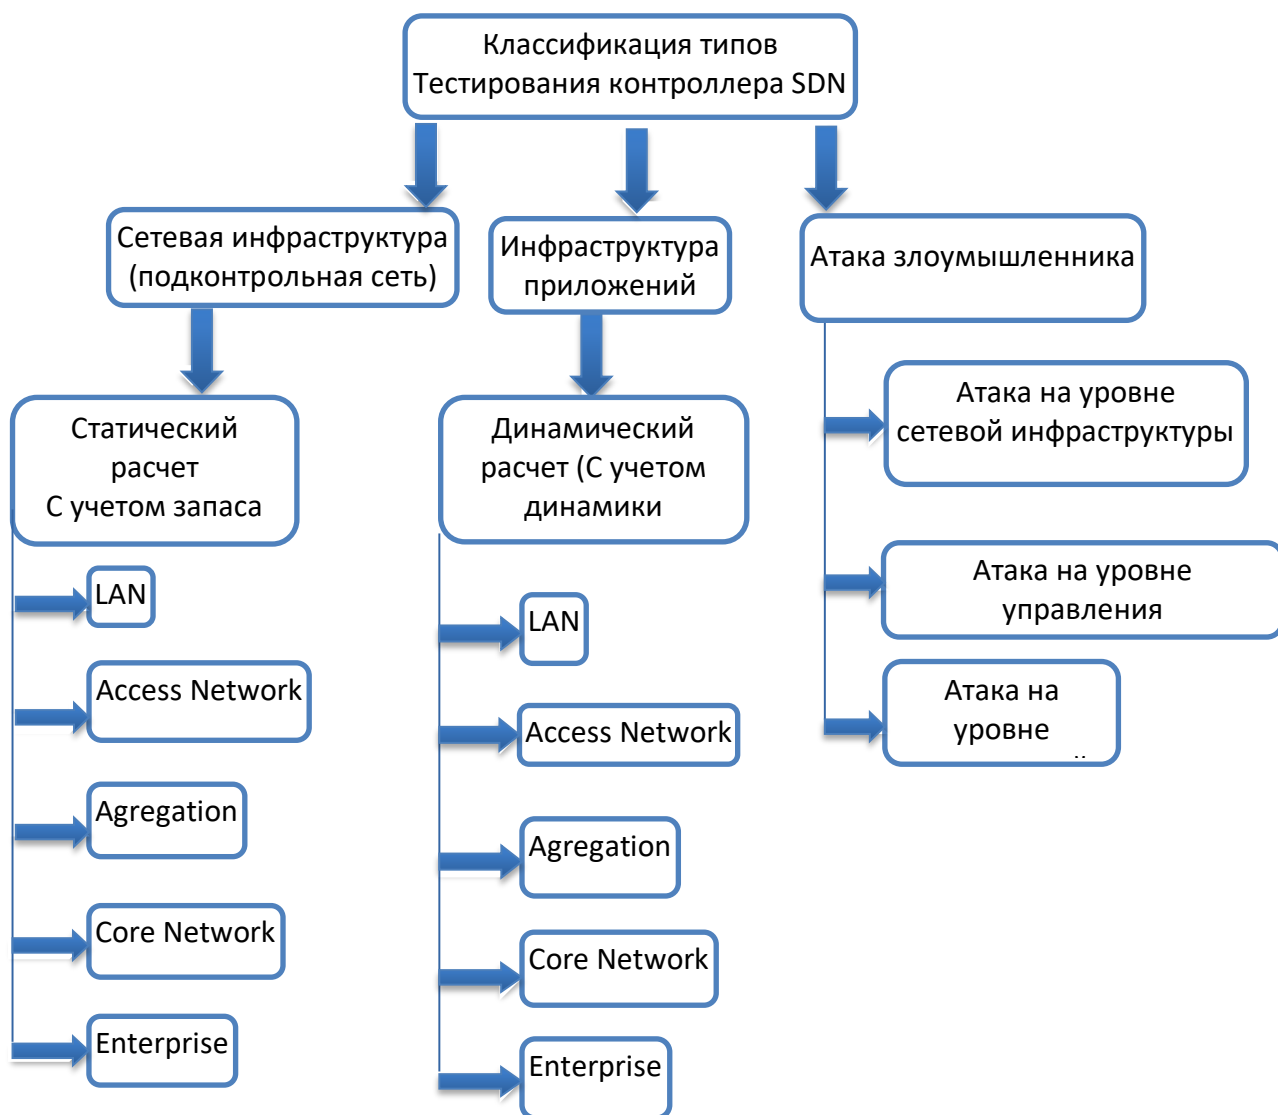 Классификация типов
Тестирования контроллера SDN
Сетевая инфраструктура
(подконтрольная сеть)
Инфраструктура
приложений
Атака злоумышленника
Статический
расчет
С учетом запаса
LAN
Access Network
Agregation
Core Network
Enterprise
Динамический
расчет (С учетом
динамики
LAN
Access Network
Agregation
Core Network
Enterprise
Атака на уровне
сетевой инфраструктуры
Атака на уровне
управления
Атака на
уровне